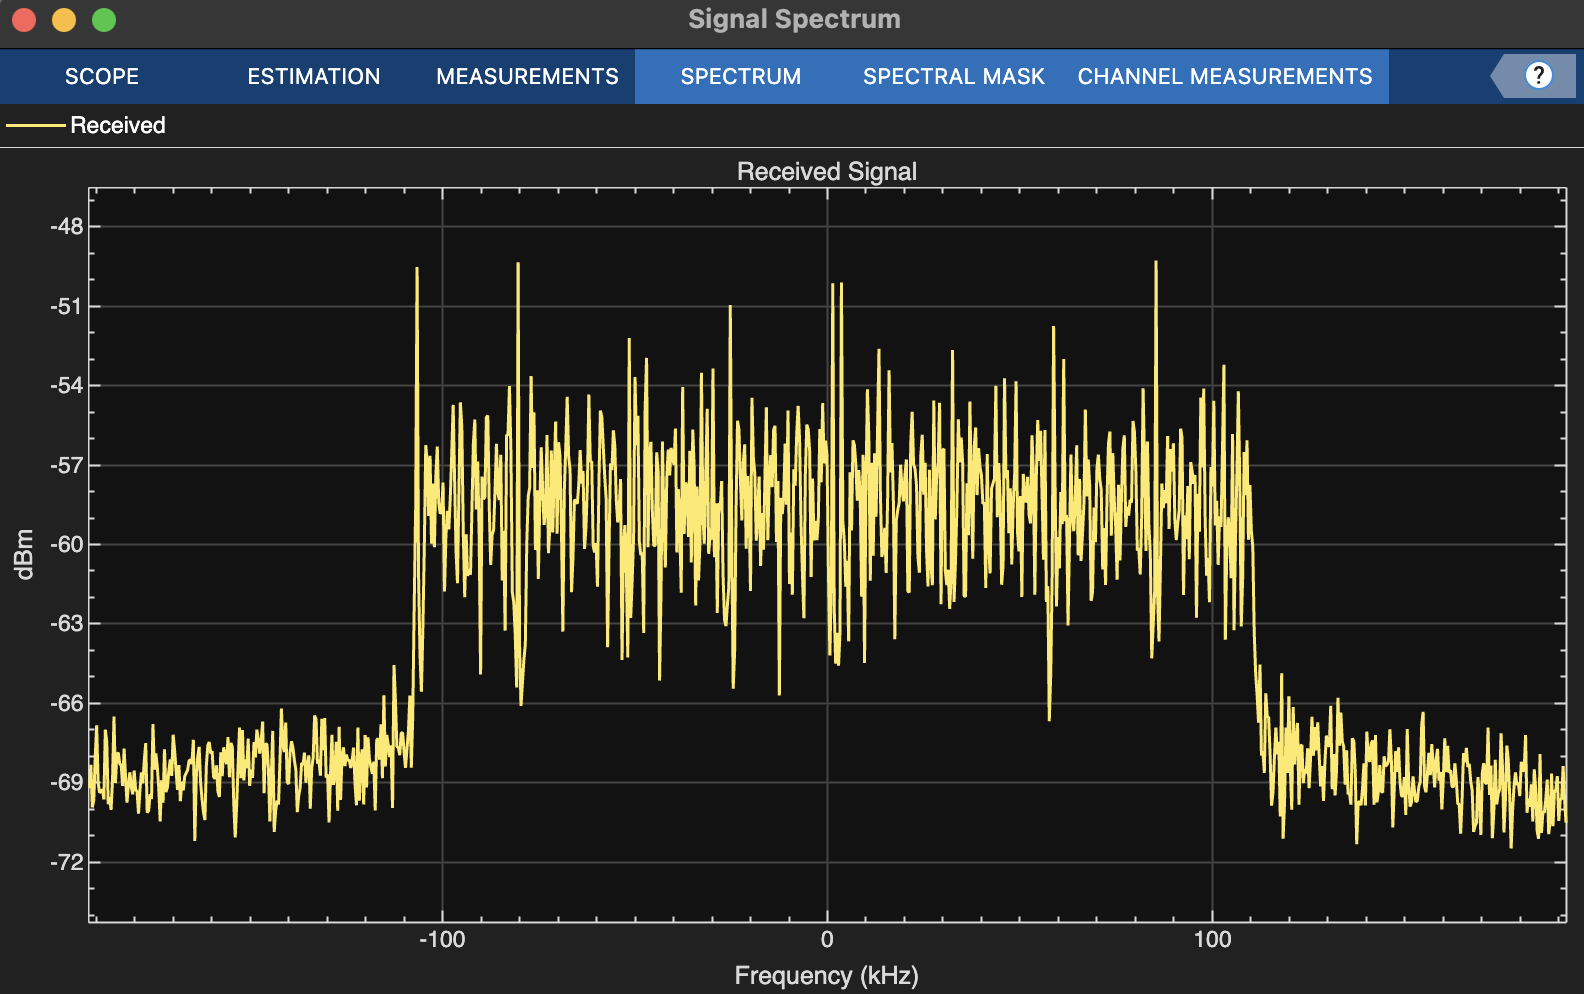 Signal Spectrum
SCOPE ESTIMATION MEASUREMENTS SPECTRUM SPECTRAL MASK CHANNEL MEASUREMENTS ?
Received
Received Signal
-48
-51
-54
-57
-60
-63
-66
-69
-72
dBm
-100 0 100
Frequency (kHz)